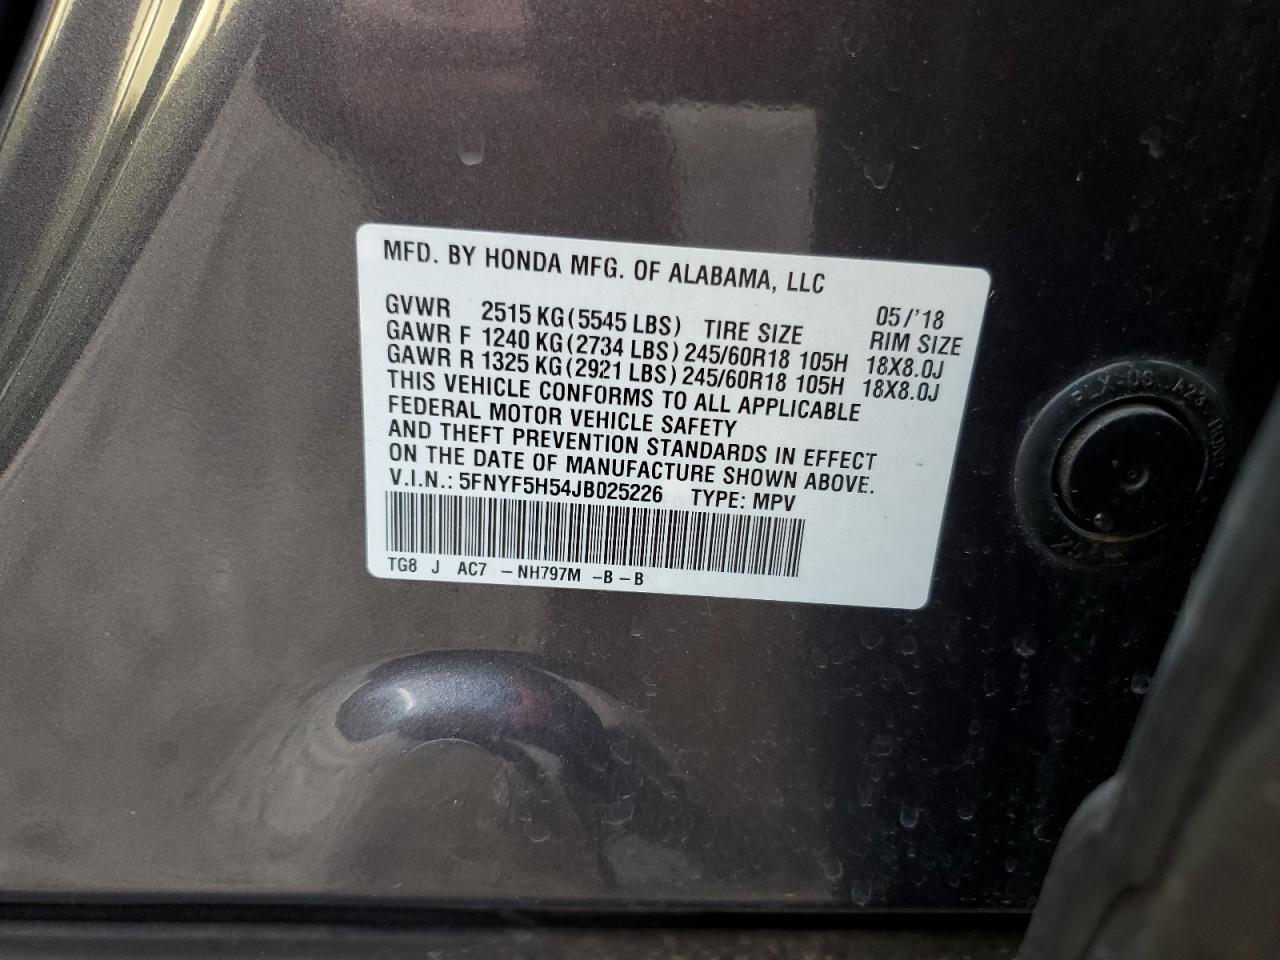 MFD. BY HONDA MFG. OF ALABAMA, LLC
05/'18
GVWR 2515 KG (5545 LBS) TIRE SIZE RIM SIZE
GAWR F 1240 KG (2734 LBS) 245/60R18 105H 18X8.0J
GAWR R 1325 KG (2921 LBS) 245/60R18 105H 18X8.0J
THIS VEHICLE CONFORMS TO ALL APPLICABLE
FEDERAL MOTOR VEHICLE SAFETY
AND THEFT PREVENTION STANDARDS IN EFFECT
ON THE DATE OF MANUFACTURE SHOWN ABOVE.
V.I.N.: 5FNYF5H54JB025226 TYPE: MPV
TG8 J AC7 -NH797M -B-B